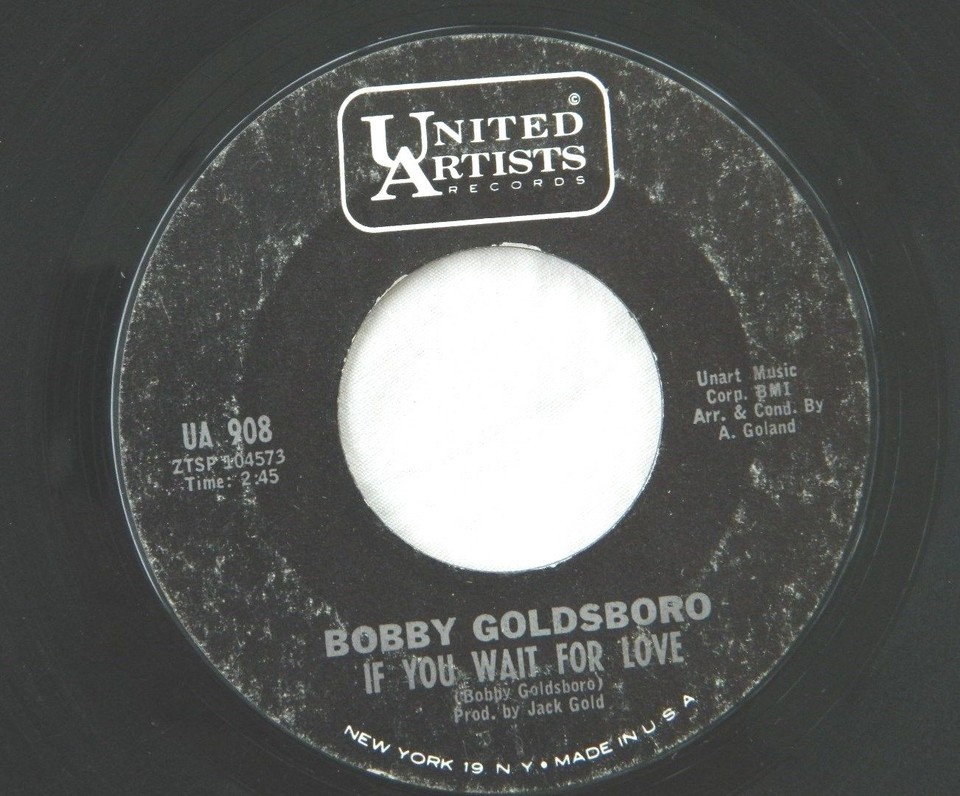 ©
UNITED
ARTISTS
RECORDS
Unart Music
Corp. BMI
Arr. & Cond. By
A. Goland
UA 908
ZTSP 104573
Time: 2:45
BOBBY GOLDSBORO
IF YOU WAIT FOR LOVE
(Bobby Goldsboro)
Prod. by Jack Gold
NEW YORK 19 N.Y. • MADE IN U.S.A